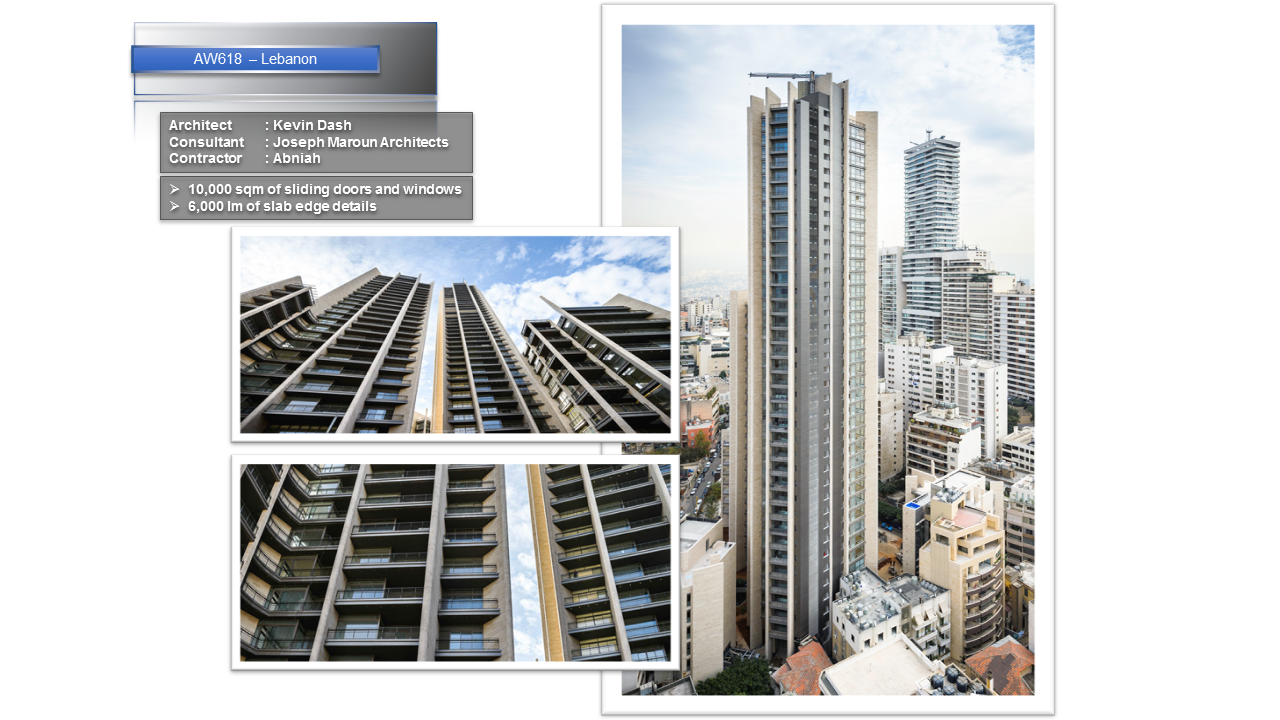 AW618 – Lebanon
Architect : Kevin Dash
Consultant : Joseph Maroun Architects
Contractor : Abniah
➢ 10,000 sqm of sliding doors and windows
➢ 6,000 lm of slab edge details